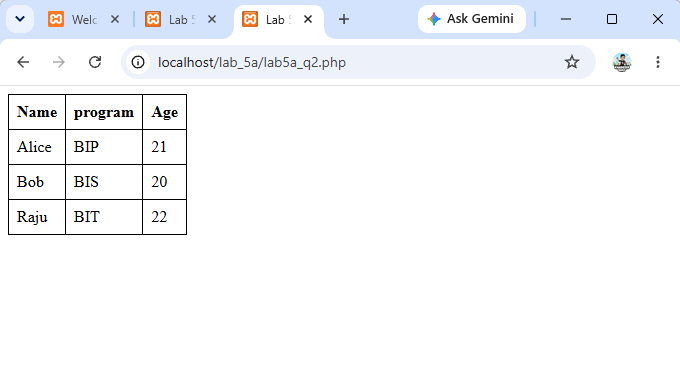 Welc
Lab 5
Lab 5
Ask Gemini
localhost/lab_5a/lab5a_q2.php
Name program Age
Alice BIP 21
Bob BIS 20
Raju BIT 22